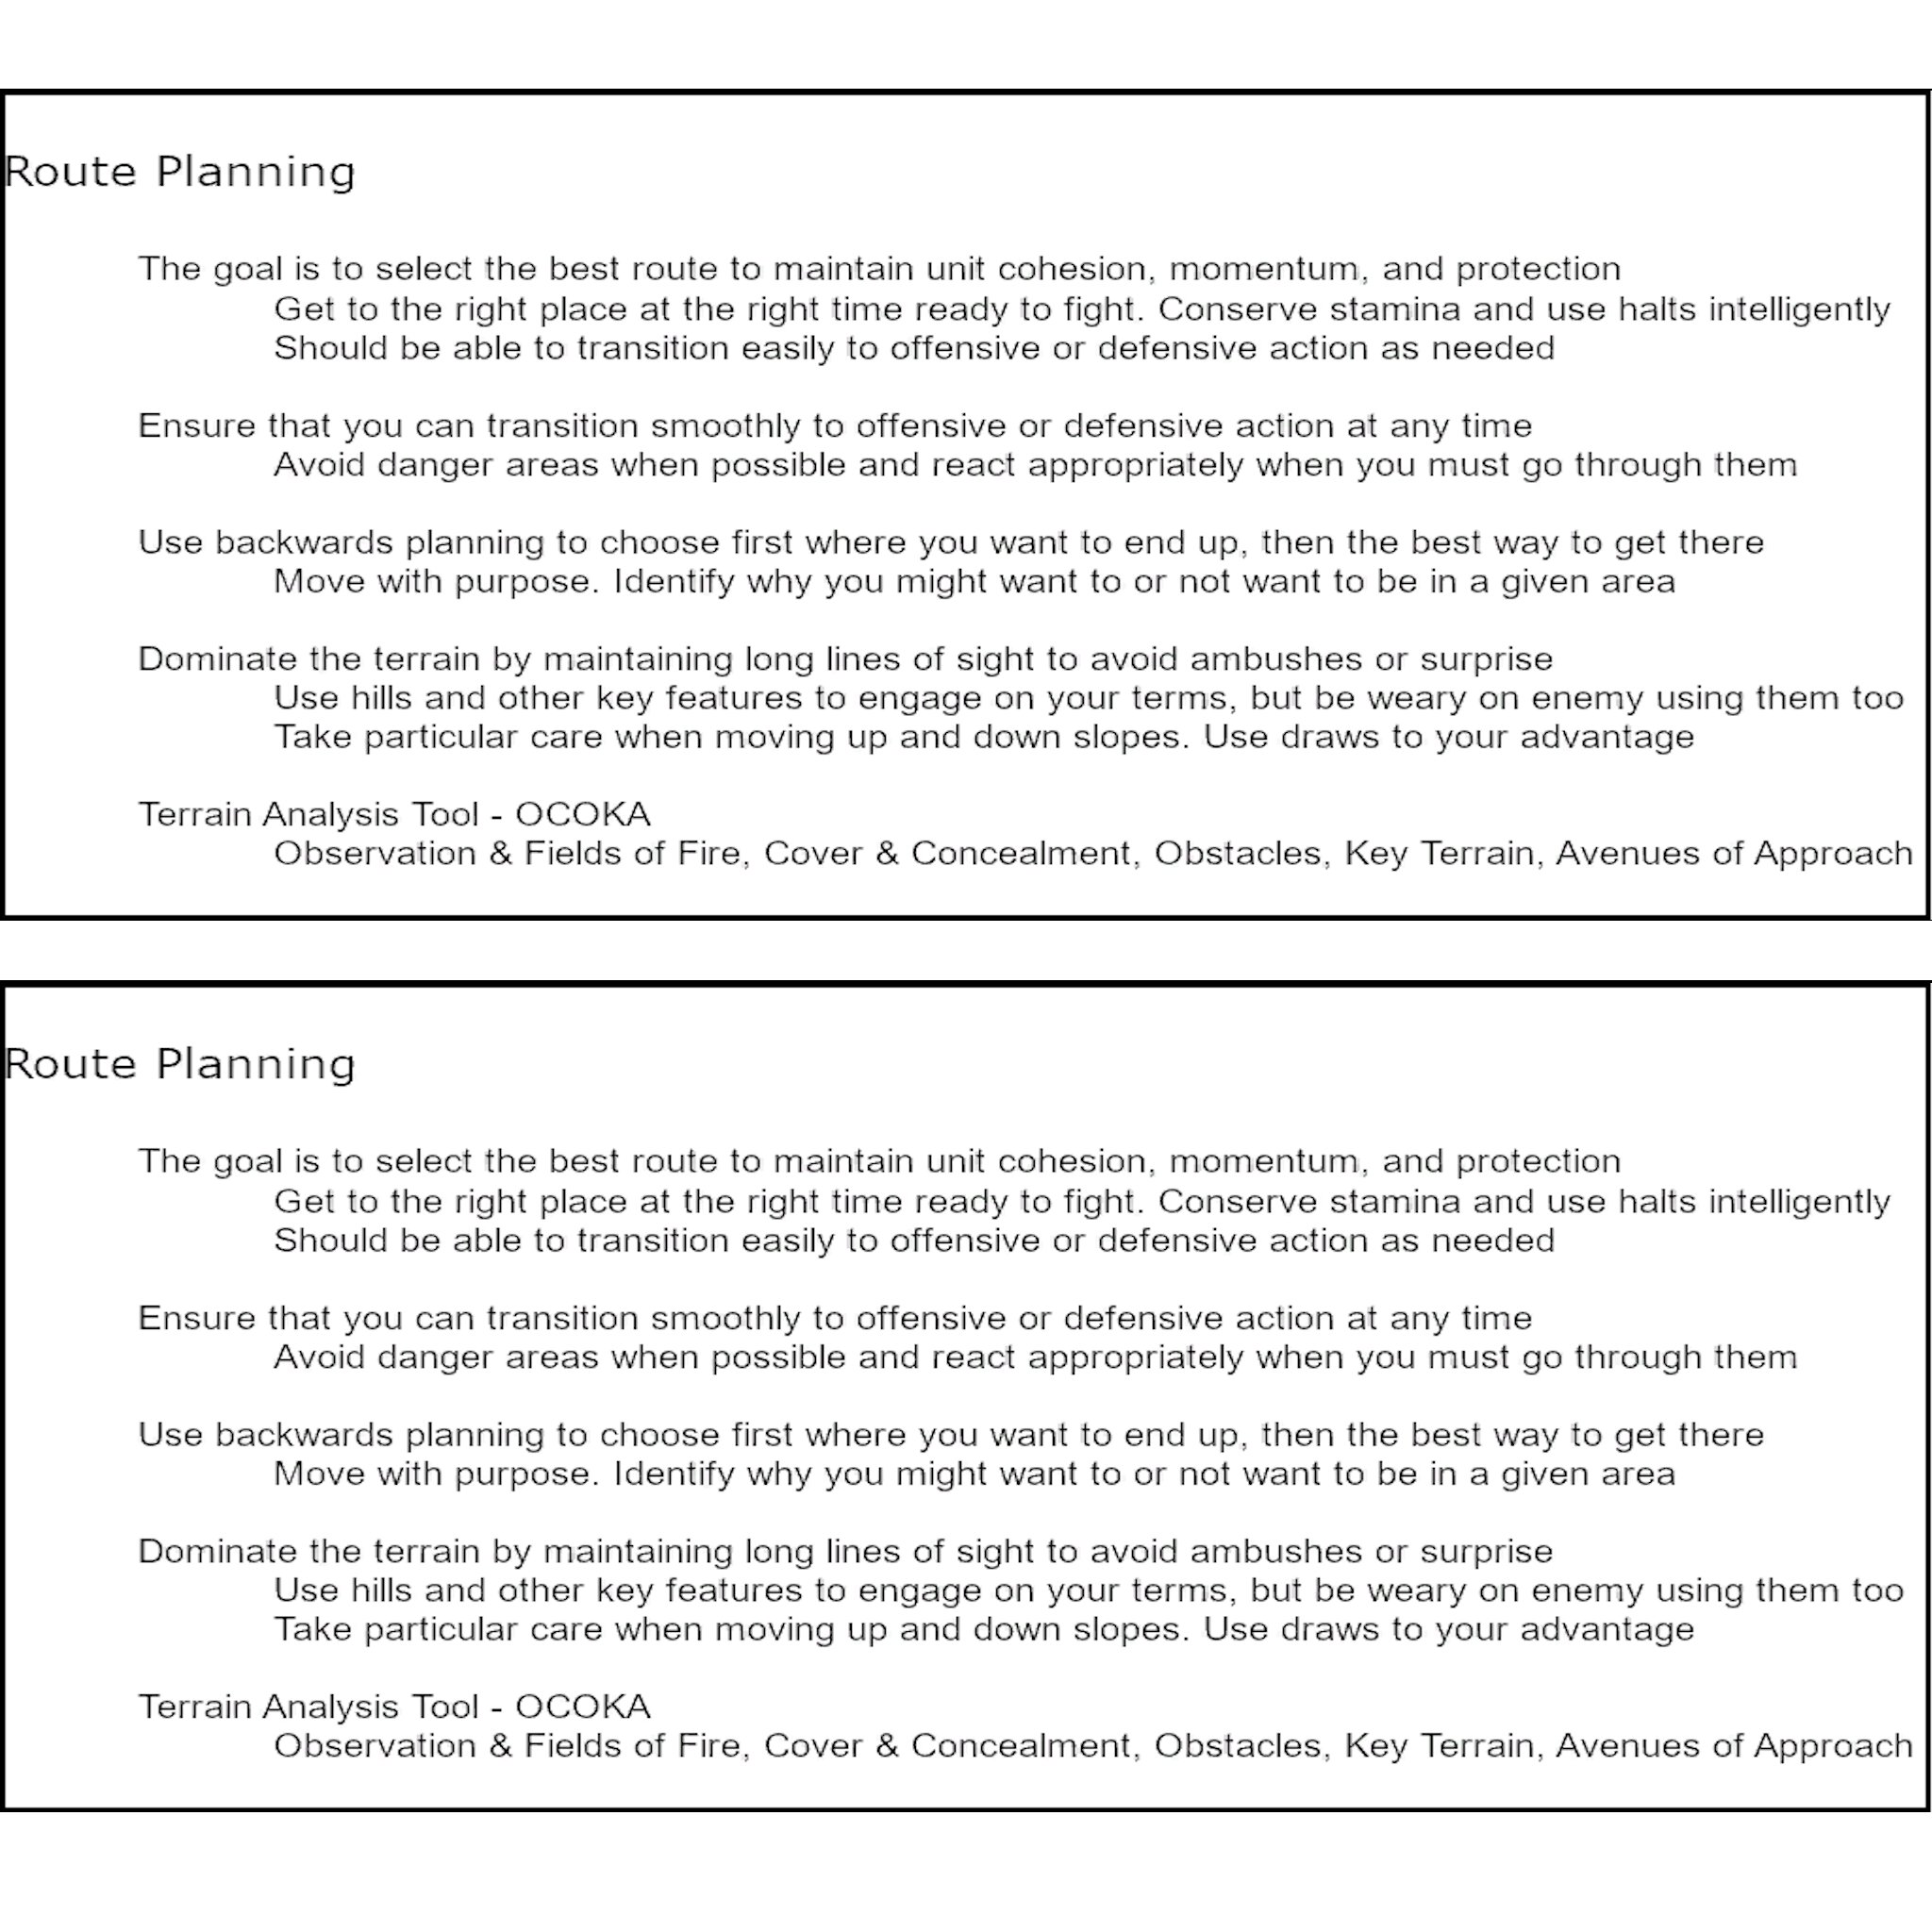 Route Planning
The goal is to select the best route to maintain unit cohesion, momentum, and protection
Get to the right place at the right time ready to fight. Conserve stamina and use halts intelligently
Should be able to transition easily to offensive or defensive action as needed
Ensure that you can transition smoothly to offensive or defensive action at any time
Avoid danger areas when possible and react appropriately when you must go through them
Use backwards planning to choose first where you want to end up, then the best way to get there
Move with purpose. Identify why you might want to or not want to be in a given area
Dominate the terrain by maintaining long lines of sight to avoid ambushes or surprise
Use hills and other key features to engage on your terms, but be weary on enemy using them too
Take particular care when moving up and down slopes. Use draws to your advantage
Terrain Analysis Tool - OCOKA
Observation & Fields of Fire, Cover & Concealment, Obstacles, Key Terrain, Avenues of Approach
Route Planning
The goal is to select the best route to maintain unit cohesion, momentum, and protection
Get to the right place at the right time ready to fight. Conserve stamina and use halts intelligently
Should be able to transition easily to offensive or defensive action as needed
Ensure that you can transition smoothly to offensive or defensive action at any time
Avoid danger areas when possible and react appropriately when you must go through them
Use backwards planning to choose first where you want to end up, then the best way to get there
Move with purpose. Identify why you might want to or not want to be in a given area
Dominate the terrain by maintaining long lines of sight to avoid ambushes or surprise
Use hills and other key features to engage on your terms, but be weary on enemy using them too
Take particular care when moving up and down slopes. Use draws to your advantage
Terrain Analysis Tool - OCOKA
Observation & Fields of Fire, Cover & Concealment, Obstacles, Key Terrain, Avenues of Approach